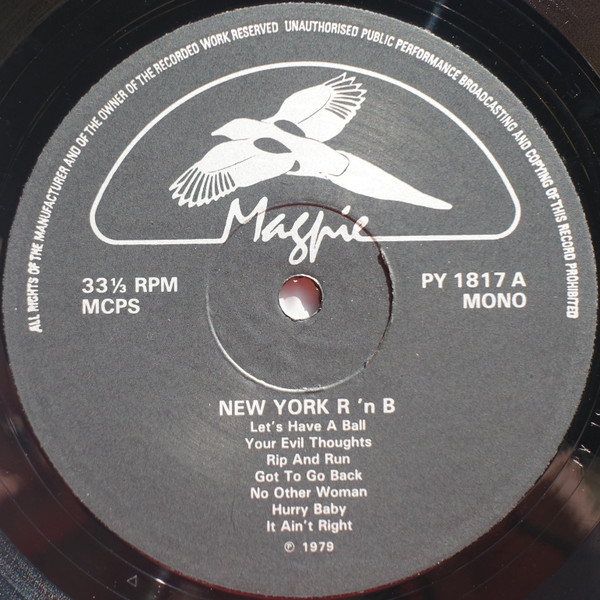 ALL RIGHTS OF THE MANUFACTURER AND OF THE OWNER OF THE RECORDED WORK RESERVED UNAUTHORISED PUBLIC PERFORMANCE BROADCASTING AND COPYING OF THIS RECORD PROHIBITED
Magpie
33⅓ RPM
MCPS
PY 1817 A
MONO
NEW YORK R 'n B
Let's Have A Ball
Your Evil Thoughts
Rip And Run
Got To Go Back
No Other Woman
Hurry Baby
It Ain't Right
℗ 1979